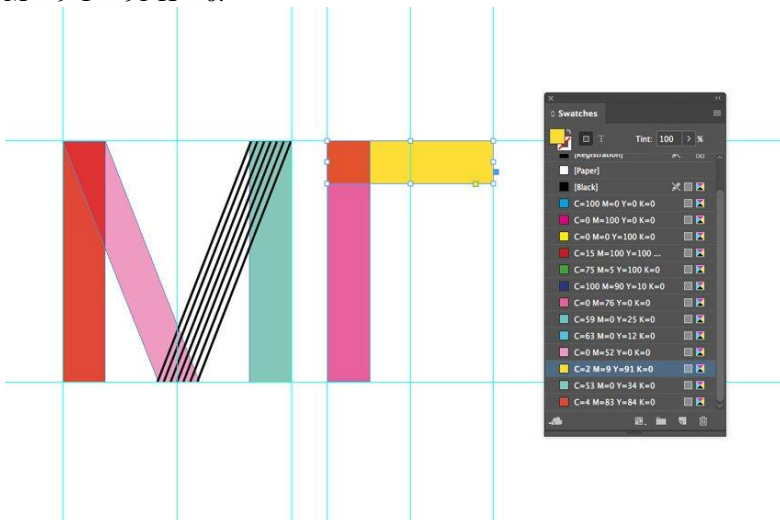 M = 9 Y = 91 K = 0.
Swatches
T Tint: 100 > %
[Registration]
[Paper]
[Black]
C=100 M=0 Y=0 K=0
C=0 M=100 Y=0 K=0
C=0 M=0 Y=100 K=0
C=15 M=100 Y=100 ...
C=75 M=5 Y=100 K=0
C=100 M=90 Y=10 K=0
C=0 M=76 Y=0 K=0
C=59 M=0 Y=25 K=0
C=63 M=0 Y=12 K=0
C=0 M=52 Y=0 K=0
C=2 M=9 Y=91 K=0
C=53 M=0 Y=34 K=0
C=4 M=83 Y=84 K=0